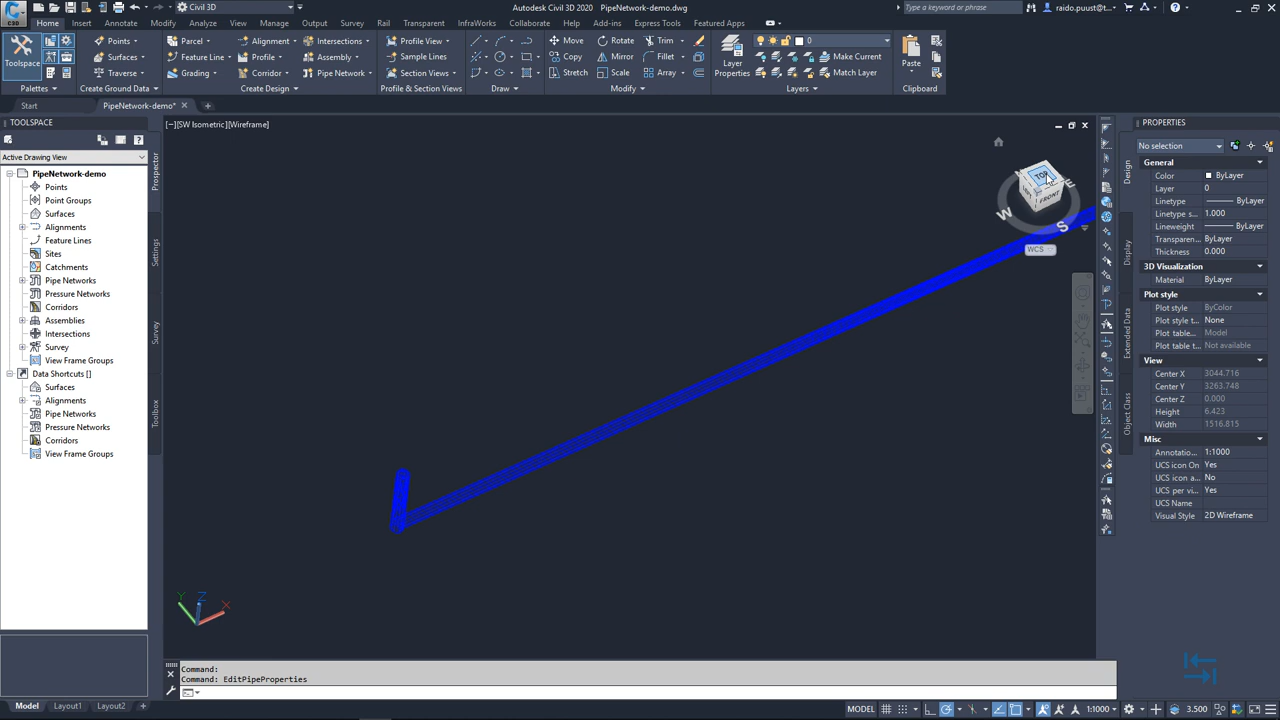 C3D
Civil 3D
Autodesk Civil 3D 2020 PipeNetwork-demo.dwg
Type a keyword or phrase
raido.puust...
Home Insert Annotate Modify Analyze View Manage Output Survey Rail Transparent InfraWorks Collaborate Help Add-ins Express Tools Featured Apps
Toolspace
Palettes
Points
Surfaces
Traverse
Create Ground Data
Parcel
Feature Line
Grading
Alignment
Profile
Corridor
Intersections
Assembly
Pipe Network
Create Design
Profile View
Sample Lines
Section Views
Profile & Section Views
Draw
Move
Copy
Stretch
Rotate
Mirror
Scale
Trim
Fillet
Array
Modify
Layer
Properties
0
Make Current
Match Layer
Layers
Paste
Clipboard
Start
PipeNetwork-demo*
TOOLSPACE
Active Drawing View
PipeNetwork-demo
Points
Point Groups
Surfaces
Alignments
Feature Lines
Sites
Catchments
Pipe Networks
Pressure Networks
Corridors
Assemblies
Intersections
Survey
View Frame Groups
Data Shortcuts []
Surfaces
Alignments
Pipe Networks
Pressure Networks
Corridors
View Frame Groups
Prospector
Settings
Survey
Toolbox
[−][SW Isometric][Wireframe]
TOP
FRONT
W
S
E
WCS
Y
Z
X
Command:
Command: EditPipeProperties
Model Layout1 Layout2 +
MODEL
1:1000
3.500
PROPERTIES
No selection
Design
Display
Extended Data
Object Class
General
Color ByLayer
Layer 0
Linetype ByLayer
Linetype s... 1.000
Lineweight ByLayer
Transparen... ByLayer
Thickness 0.000
3D Visualization
Material ByLayer
Plot style
Plot style ByColor
Plot style t... None
Plot table... Model
Plot table t... Not available
View
Center X 3044.716
Center Y 3263.748
Center Z 0.000
Height 6.423
Width 1516.815
Misc
Annotatio... 1:1000
UCS icon On Yes
UCS icon a... No
UCS per vi... Yes
UCS Name
Visual Style 2D Wireframe